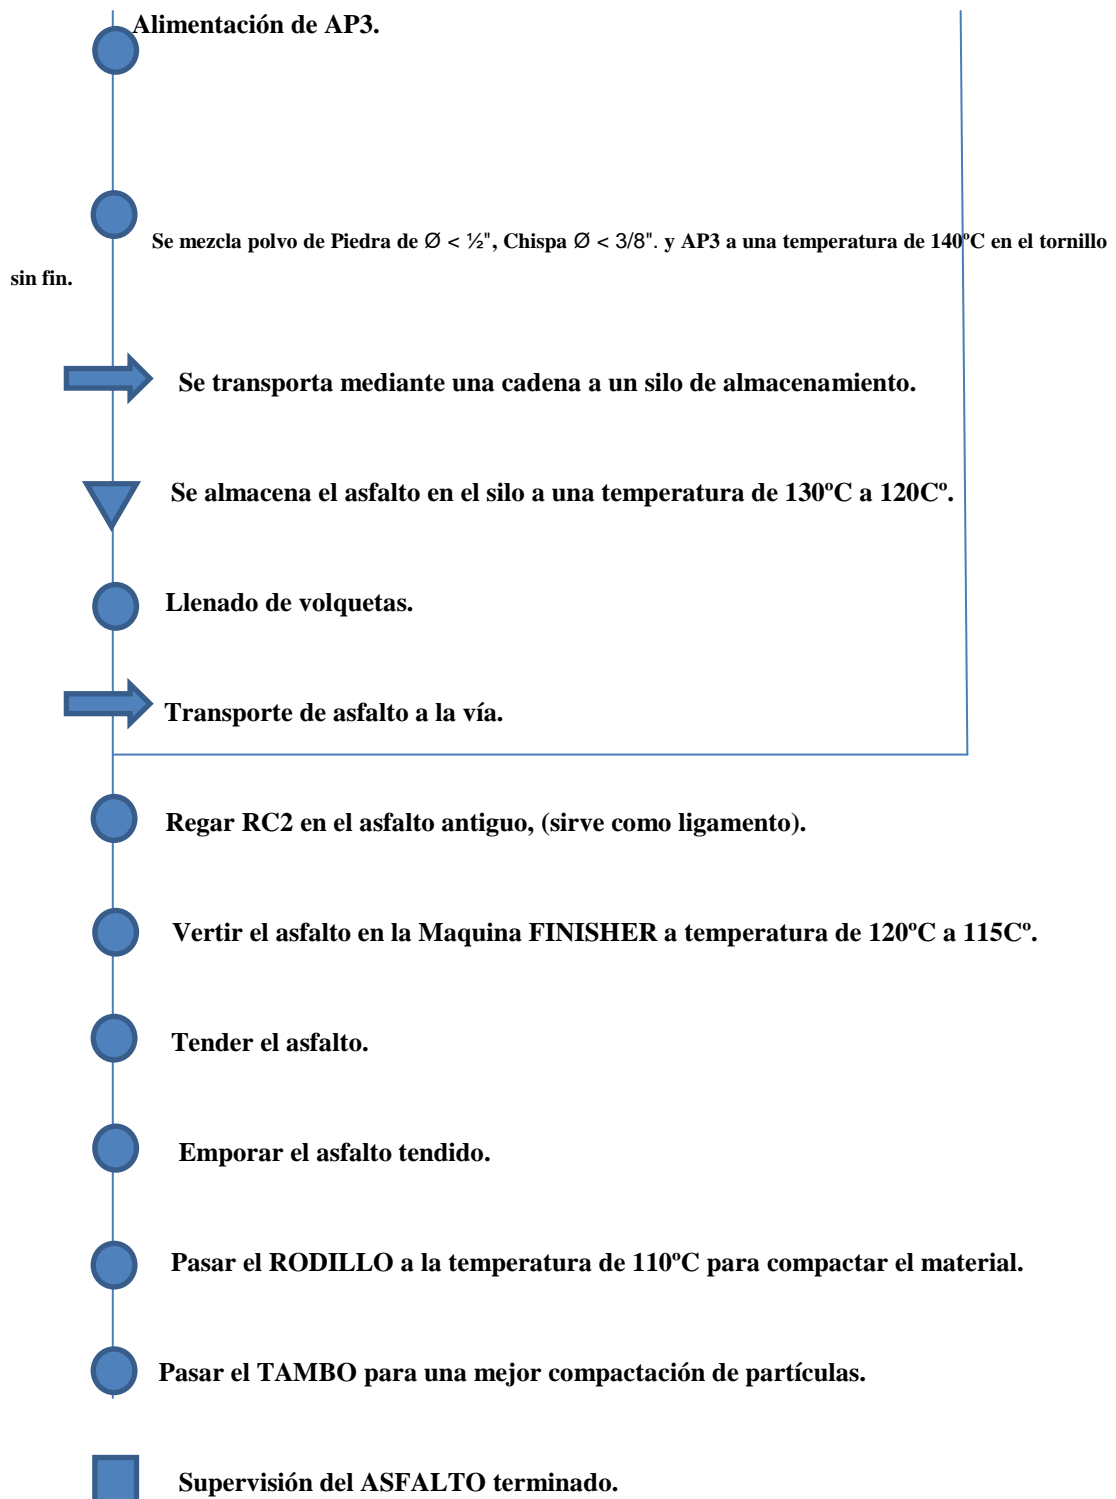 Alimentación de AP3.
Se mezcla polvo de Piedra de Ø < ½", Chispa Ø < 3/8". y AP3 a una temperatura de 140ºC en el tornillo
sin fin.
Se transporta mediante una cadena a un silo de almacenamiento.
Se almacena el asfalto en el silo a una temperatura de 130ºC a 120Cº.
Llenado de volquetas.
Transporte de asfalto a la vía.
Regar RC2 en el asfalto antiguo, (sirve como ligamento).
Vertir el asfalto en la Maquina FINISHER a temperatura de 120ºC a 115Cº.
Tender el asfalto.
Emporar el asfalto tendido.
Pasar el RODILLO a la temperatura de 110ºC para compactar el material.
Pasar el TAMBO para una mejor compactación de partículas.
Supervisión del ASFALTO terminado.